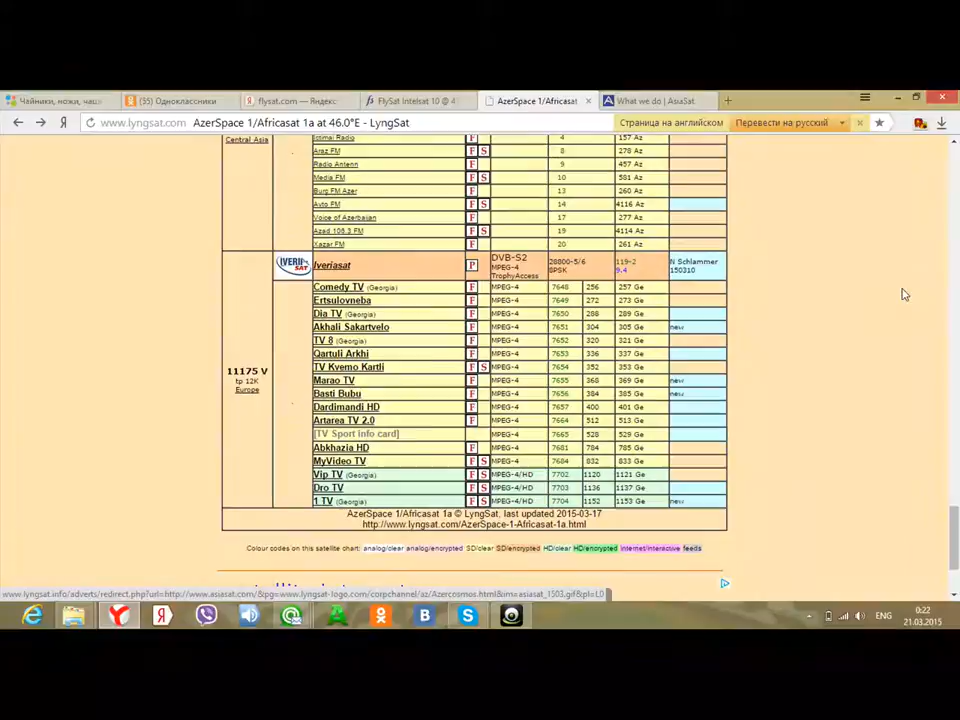 Чайники, ножи, чаш
(35) Одноклассники
flysat.com — Яндекс
FlySat Intelsat 10 @ 4
AzerSpace 1/Africasat
What we do | AsiaSat
www.lyngsat.com AzerSpace 1/Africasat 1a at 46.0°E - LyngSat
Страница на английском
Перевести на русский
Central Asia
Istimai Radio F 4 157 Az
Araz FM F S 8 278 Az
Radio Antenn F 9 457 Az
Media FM F S 10 581 Az
Burg FM Azer F 13 260 Az
Avto FM F S 14 4116 Az
Voice of Azerbaijan F 17 277 Az
Azad 106.3 FM F S 19 4114 Az
Xazar FM F 20 261 Az
IVERII SAT
Iveriasat P DVB-S2 MPEG-4 TrophyAccess 28800-5/6 8PSK 119-2 9.4 N Schlammer 150310
11175 V
tp 12K
Europe
Comedy TV (Georgia) F MPEG-4 7648 256 257 Ge
Ertsulovneba F MPEG-4 7649 272 273 Ge
Dia TV (Georgia) F MPEG-4 7650 288 289 Ge
Akhali Sakartvelo F MPEG-4 7651 304 305 Ge new
TV 8 (Georgia) F MPEG-4 7652 320 321 Ge
Qartuli Arkhi F MPEG-4 7653 336 337 Ge
TV Kvemo Kartli F S MPEG-4 7654 352 353 Ge
Marao TV F MPEG-4 7655 368 369 Ge new
Basti Bubu F MPEG-4 7656 384 385 Ge new
Dardimandi HD F MPEG-4 7657 400 401 Ge
Artarea TV 2.0 F MPEG-4 7664 512 513 Ge
[TV Sport info card] MPEG-4 7665 528 529 Ge
Abkhazia HD F MPEG-4 7681 784 785 Ge
MyVideo TV F S MPEG-4 7684 832 833 Ge
Vip TV (Georgia) F S MPEG-4/HD 7702 1120 1121 Ge
Dro TV F S MPEG-4/HD 7703 1136 1137 Ge
1 TV (Georgia) F S MPEG-4/HD 7704 1152 1153 Ge new
AzerSpace 1/Africasat 1a © LyngSat, last updated 2015-03-17
http://www.lyngsat.com/AzerSpace-1-Africasat-1a.html
Colour codes on this satellite chart: analog/clear analog/encrypted SD/clear SD/encrypted HD/clear HD/encrypted internet/interactive feeds
www.lyngsat.info/adverts/redirect.php?url=http://www.asiasat.com/&pg=www.lyngsat-logo.com/corpchannel/az/Azercosmos.html&im=asiasat_1503.gif&pl=L0
ENG
0:22
21.03.2015